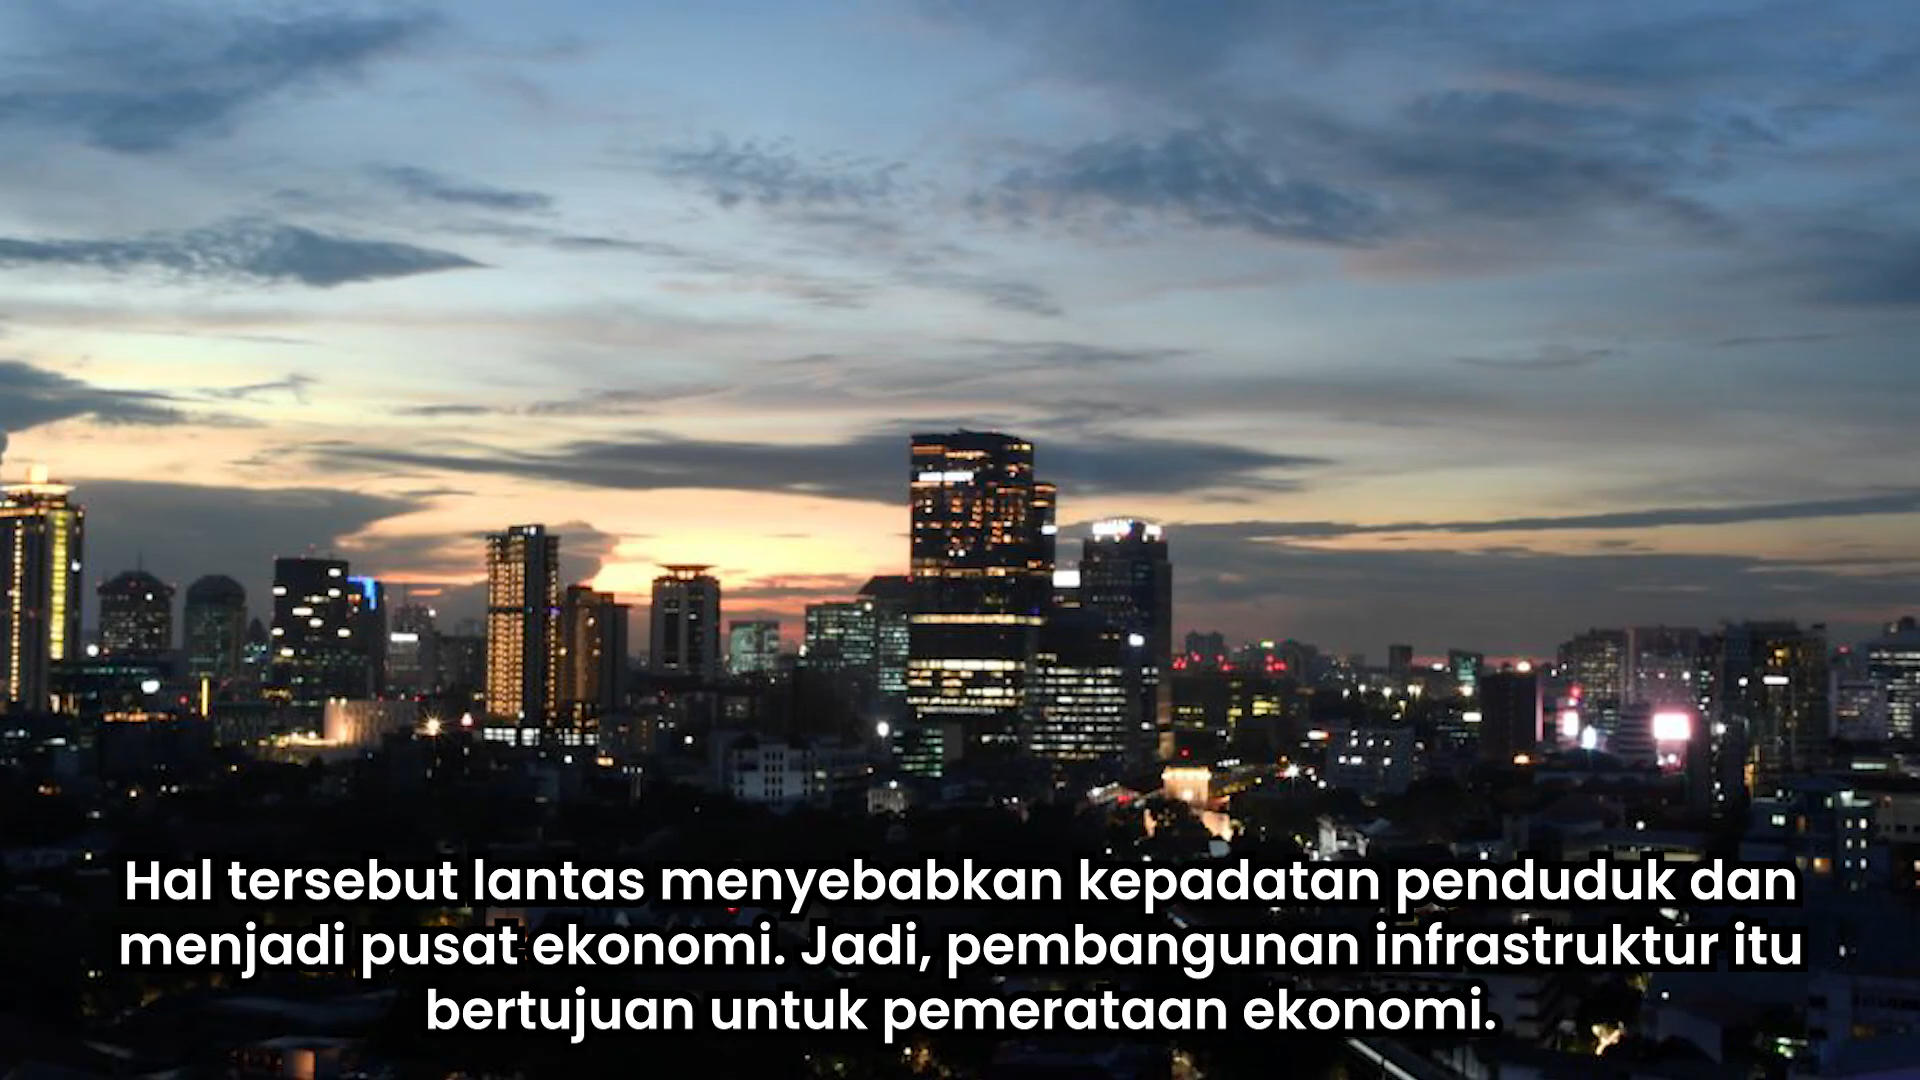 Hal tersebut lantas menyebabkan kepadatan penduduk dan
menjadi pusat ekonomi. Jadi, pembangunan infrastruktur itu
bertujuan untuk pemerataan ekonomi.